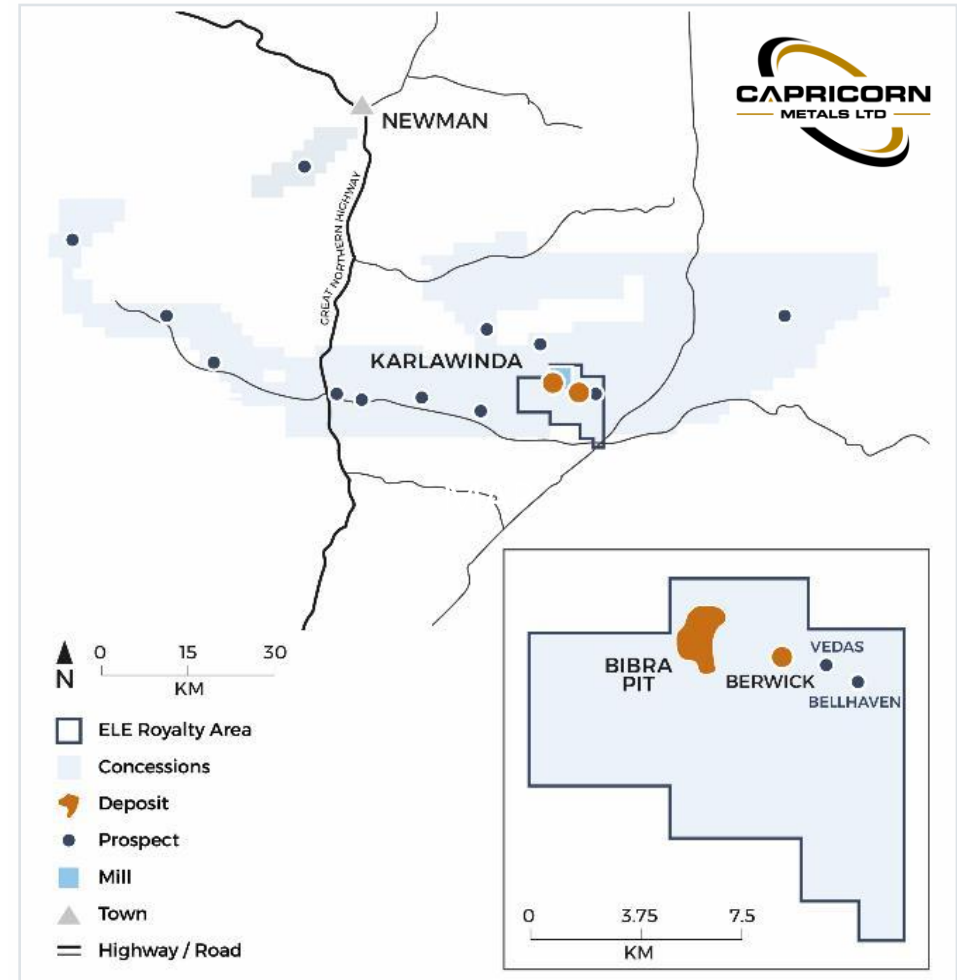 CAPRICORN
METALS LTD
NEWMAN
GREAT NORTHERN HIGHWAY
KARLAWINDA
N
0 15 30
KM
ELE Royalty Area
Concessions
Deposit
Prospect
Mill
Town
Highway / Road
BIBRA
PIT
BERWICK
VEDAS
BELLHAVEN
0 3.75 7.5
KM